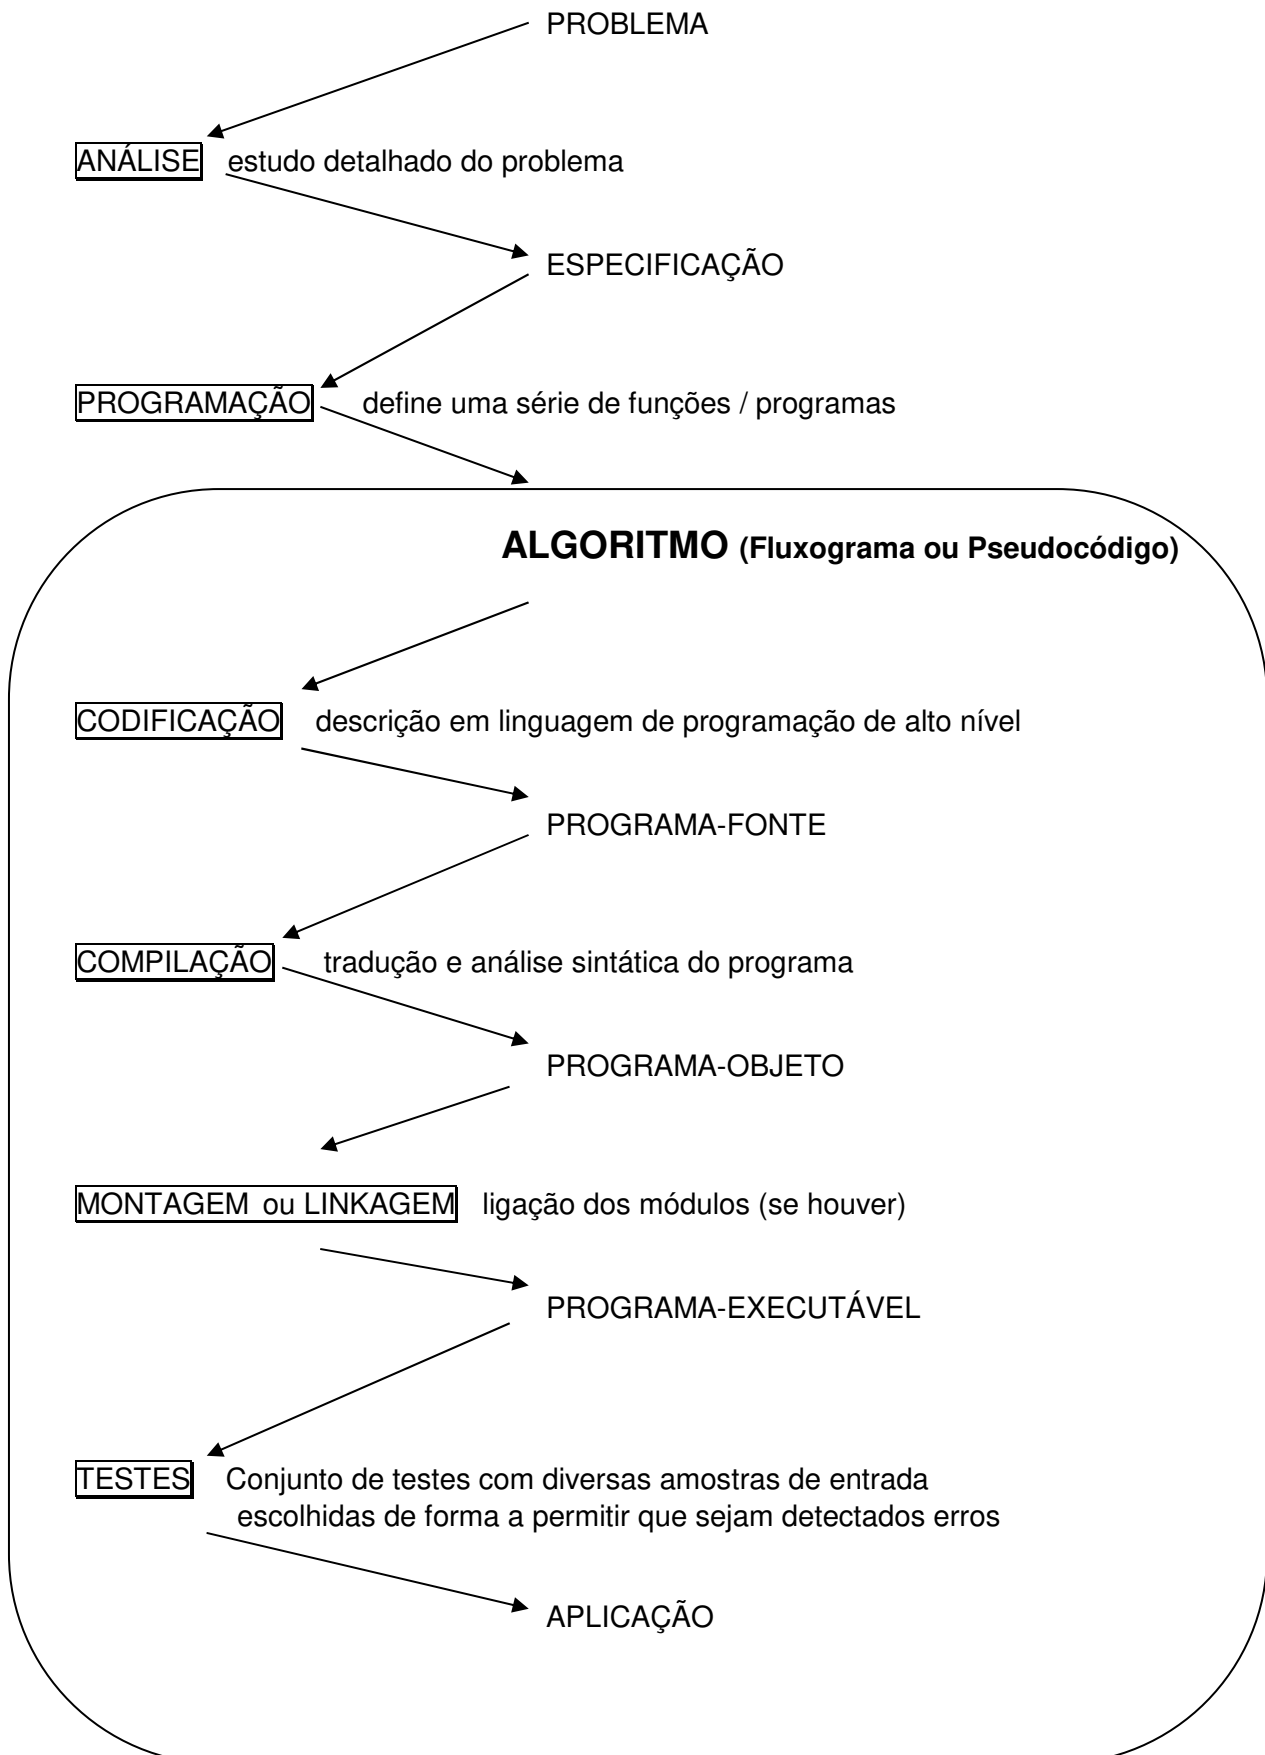 PROBLEMA
ANÁLISE estudo detalhado do problema
ESPECIFICAÇÃO
PROGRAMAÇÃO define uma série de funções / programas
ALGORITMO (Fluxograma ou Pseudocódigo)
CODIFICAÇÃO descrição em linguagem de programação de alto nível
PROGRAMA-FONTE
COMPILAÇÃO tradução e análise sintática do programa
PROGRAMA-OBJETO
MONTAGEM ou LINKAGEM ligação dos módulos (se houver)
PROGRAMA-EXECUTÁVEL
TESTES Conjunto de testes com diversas amostras de entrada
escolhidas de forma a permitir que sejam detectados erros
APLICAÇÃO